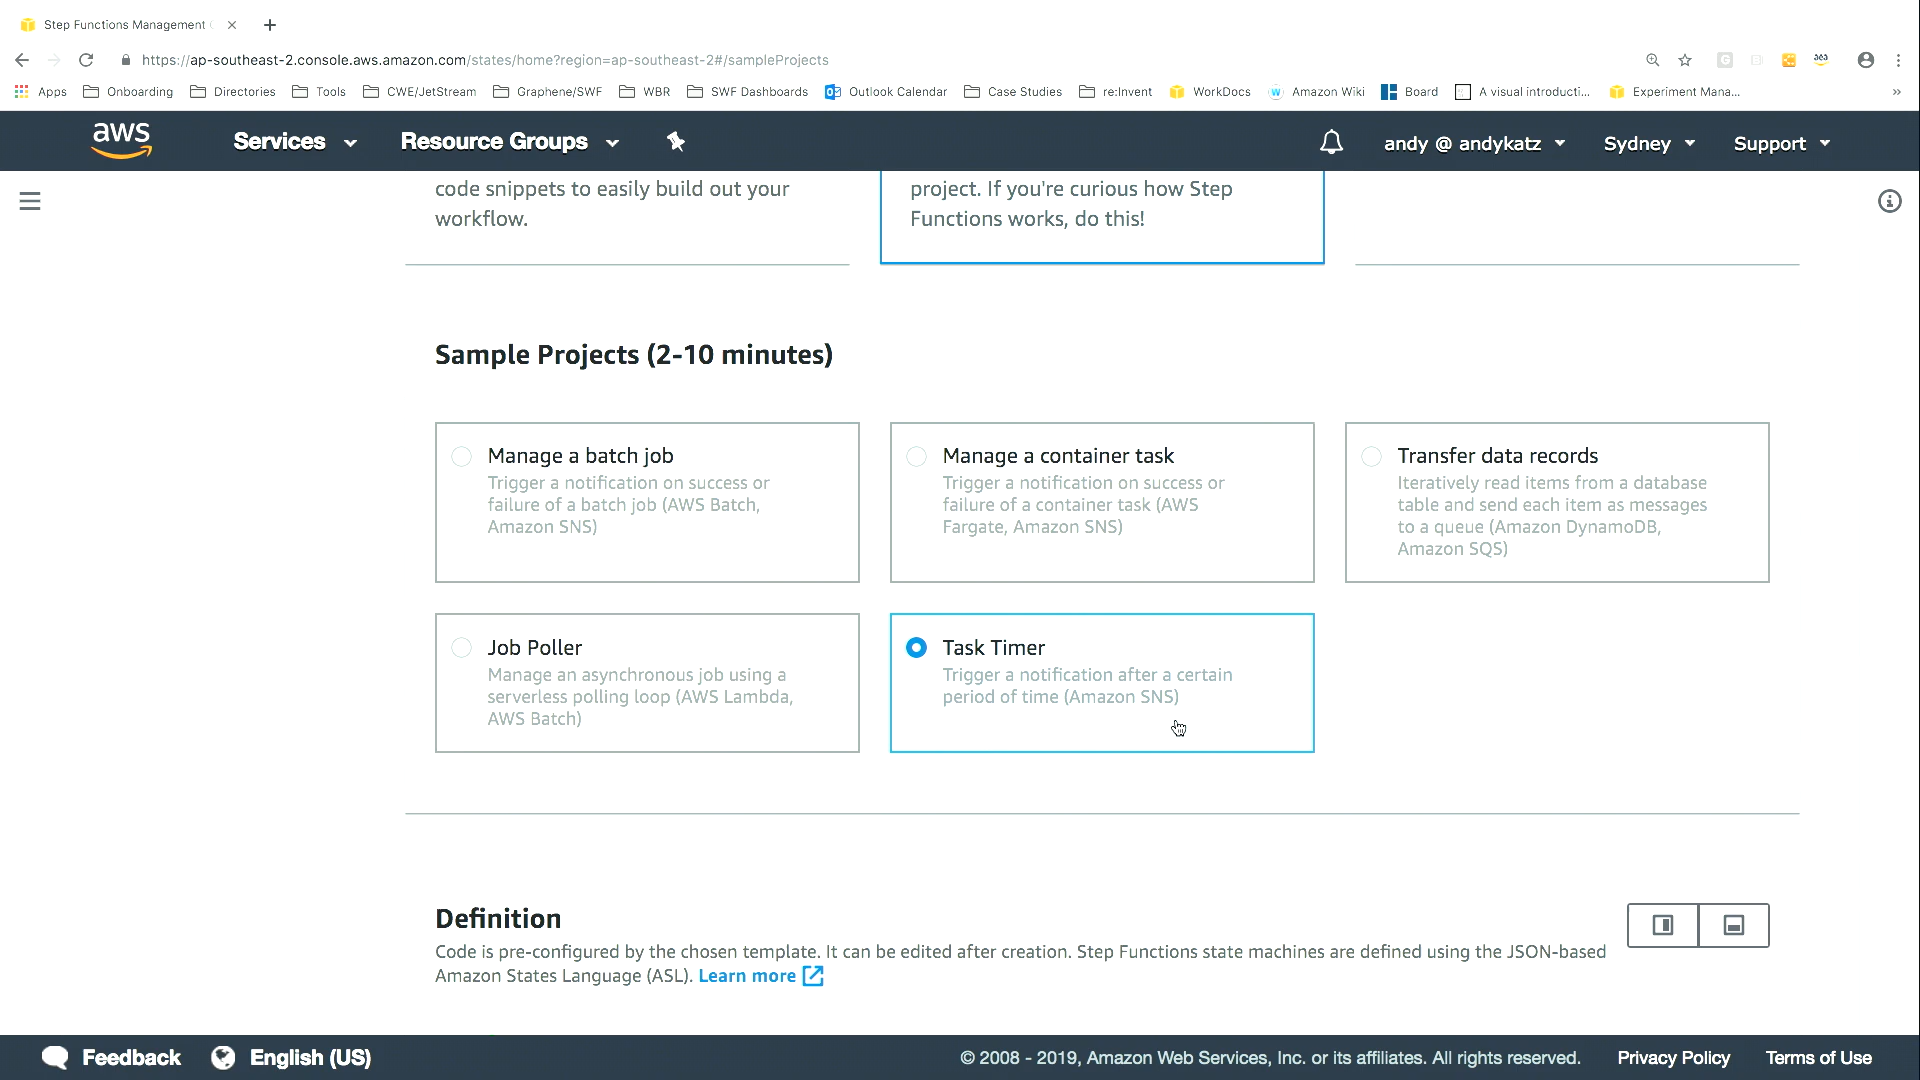 Step Functions Management
https://ap-southeast-2.console.aws.amazon.com/states/home?region=ap-southeast-2#/sampleProjects
Apps Onboarding Directories Tools CWE/JetStream Graphene/SWF WBR SWF Dashboards Outlook Calendar Case Studies re:Invent WorkDocs Amazon Wiki Board A visual introducti... Experiment Mana...
aws Services Resource Groups andy @ andykatz Sydney Support
code snippets to easily build out your
workflow.
project. If you're curious how Step
Functions works, do this!
Sample Projects (2-10 minutes)
Manage a batch job
Trigger a notification on success or
failure of a batch job (AWS Batch,
Amazon SNS)
Manage a container task
Trigger a notification on success or
failure of a container task (AWS
Fargate, Amazon SNS)
Transfer data records
Iteratively read items from a database
table and send each item as messages
to a queue (Amazon DynamoDB,
Amazon SQS)
Job Poller
Manage an asynchronous job using a
serverless polling loop (AWS Lambda,
AWS Batch)
Task Timer
Trigger a notification after a certain
period of time (Amazon SNS)
Definition
Code is pre-configured by the chosen template. It can be edited after creation. Step Functions state machines are defined using the JSON-based
Amazon States Language (ASL). Learn more
Feedback English (US) © 2008 - 2019, Amazon Web Services, Inc. or its affiliates. All rights reserved. Privacy Policy Terms of Use